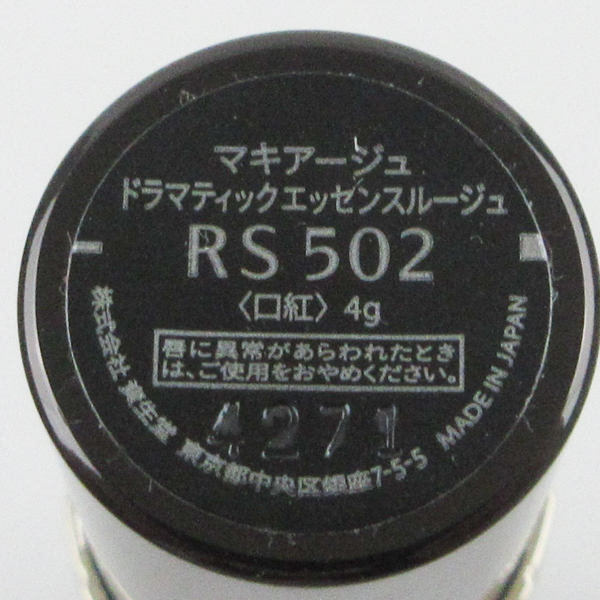 マキアージュ
ドラマティックエッセンスルージュ
RS 502
〈口紅〉 4g
唇に異常があらわれたとき
は、ご使用をおやめください。
4271
株式会社 資生堂 東京都中央区銀座7-5-5 MADE IN JAPAN